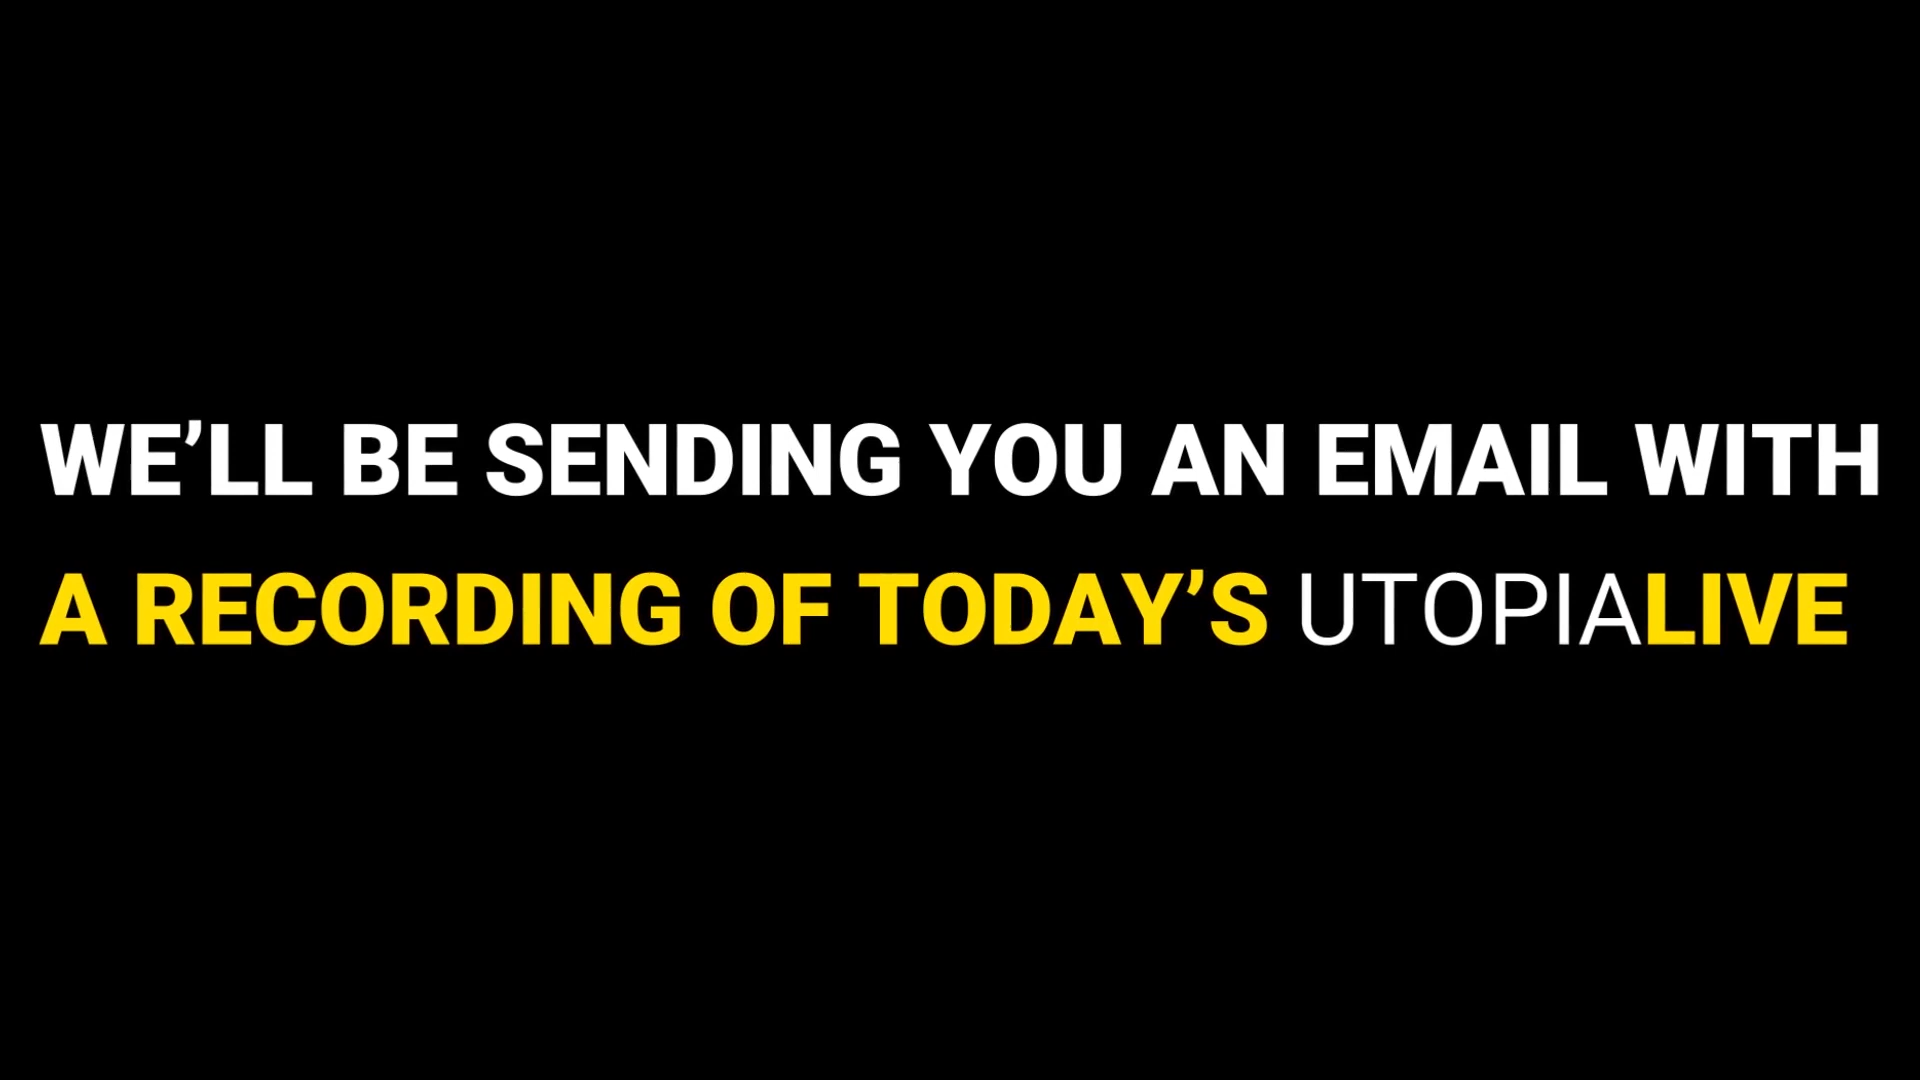 WE’LL BE SENDING YOU AN EMAIL WITH
A RECORDING OF TODAY’S UTOPIALIVE